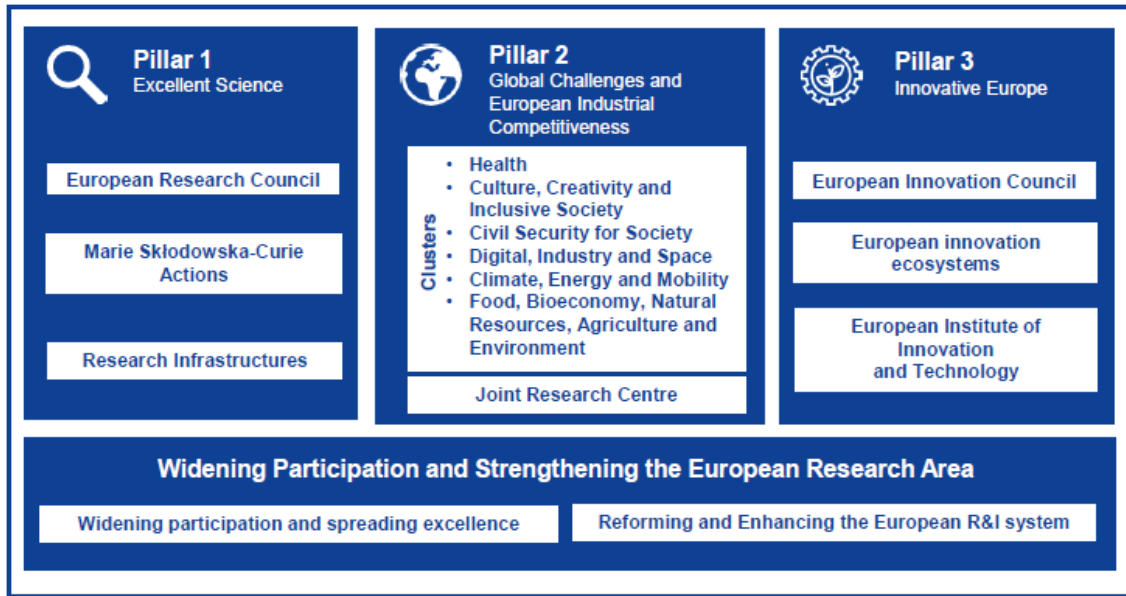 Pillar 1
Excellent Science
European Research Council
Marie Skłodowska-Curie
Actions
Research Infrastructures
Pillar 2
Global Challenges and
European Industrial
Competitiveness
Clusters
• Health
• Culture, Creativity and
Inclusive Society
• Civil Security for Society
• Digital, Industry and Space
• Climate, Energy and Mobility
• Food, Bioeconomy, Natural
Resources, Agriculture and
Environment
Joint Research Centre
Pillar 3
Innovative Europe
European Innovation Council
European innovation
ecosystems
European Institute of
Innovation
and Technology
Widening Participation and Strengthening the European Research Area
Widening participation and spreading excellence
Reforming and Enhancing the European R&I system